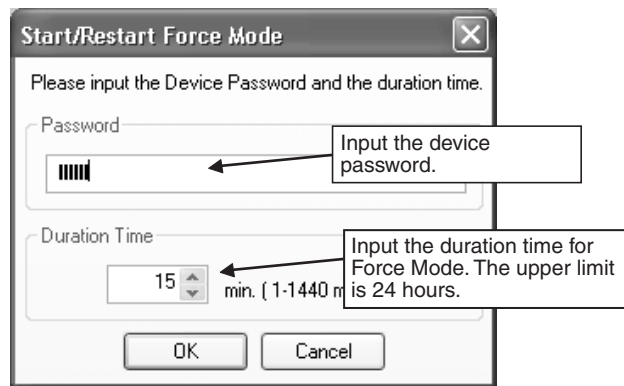 Start/Restart Force Mode
Please input the Device Password and the duration time.
Password
Input the device
password.
Duration Time
Input the duration time for
Force Mode. The upper limit
is 24 hours.
15
min. ( 1-1440 m
OK
Cancel